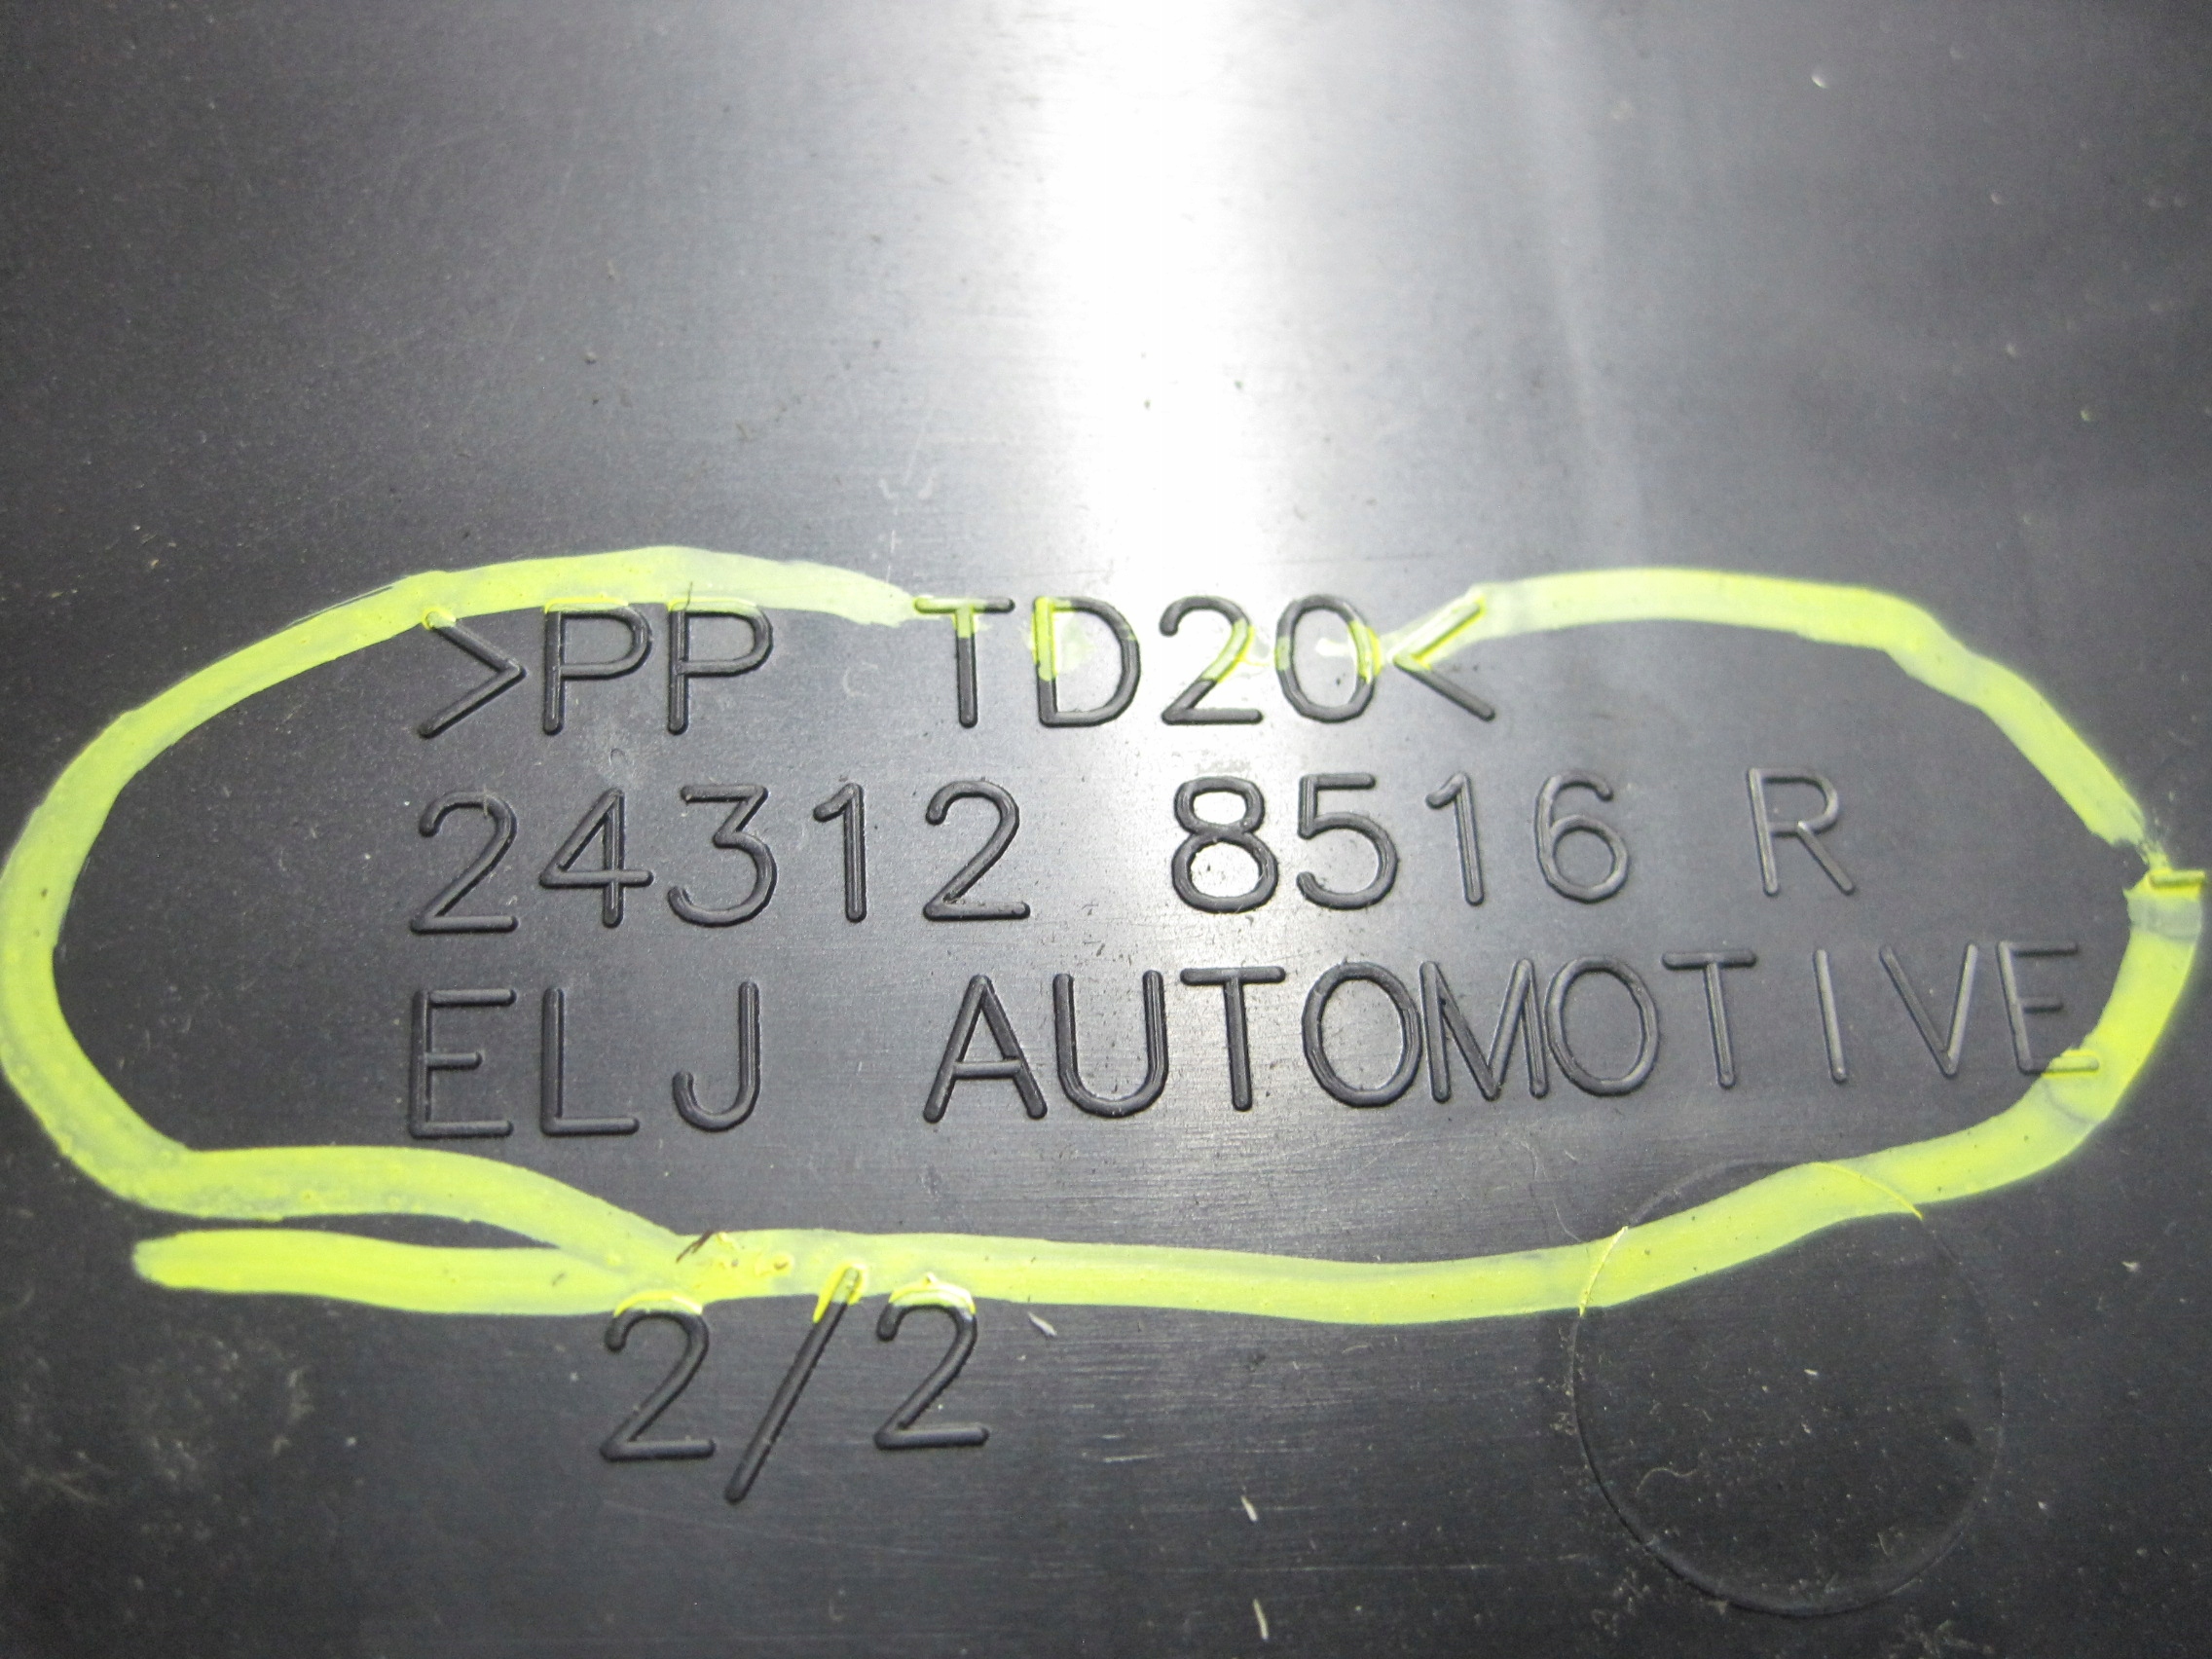 >PP TD20<
24312 8516 R
ELJ AUTOMOTIVE
2/2